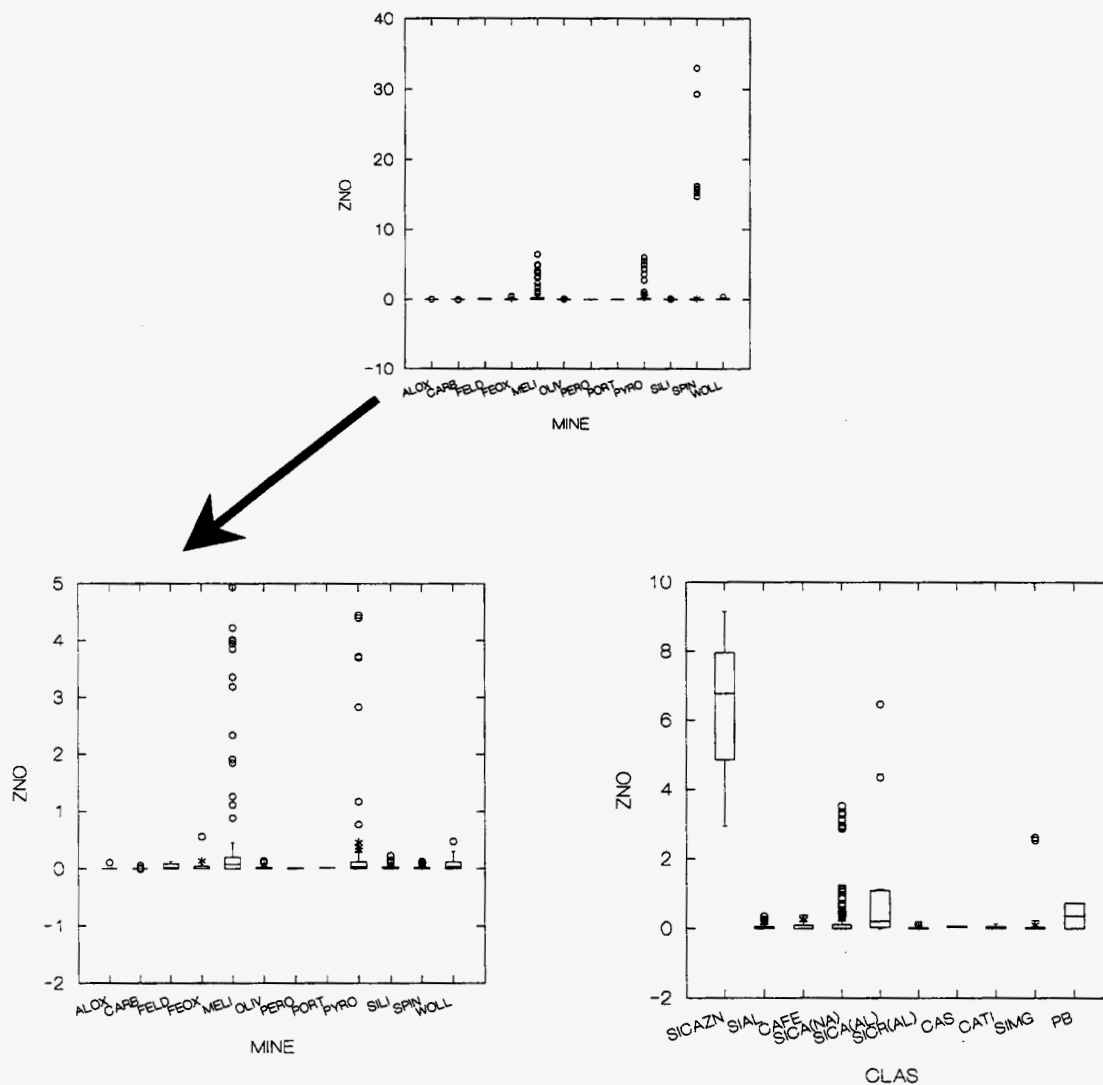 40
30
20
10
0
-10
ZNO
ALOX CARB FELD FEOX MELI OLIV PERO PORT PYRO SILI SPIN WOLL
MINE
5
4
3
2
1
0
-1
-2
ZNO
ALOX CARB FELD FEOX MELI OLIV PERO PORT PYRO SILI SPIN WOLL
MINE
10
8
6
4
2
0
-2
ZNO
SICAZN SIAL CAFE SICA(NA) SICA(AL) SICR(AL) CAS CATI SIMG PB
CLAS